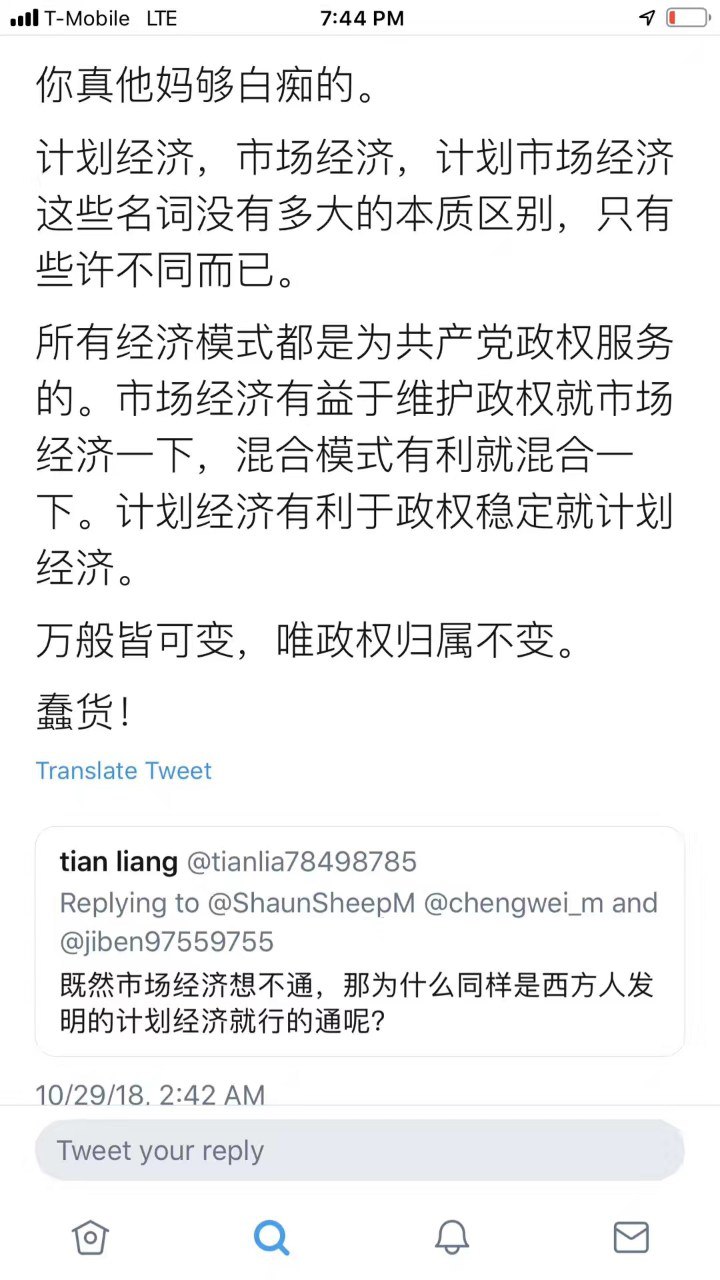 T-Mobile LTE 7:44 PM
你真他妈够白痴的。
计划经济，市场经济，计划市场经济
这些名词没有多大的本质区别，只有
些许不同而已。
所有经济模式都是为共产党政权服务
的。市场经济有益于维护政权就市场
经济一下，混合模式有利就混合一
下。计划经济有利于政权稳定就计划
经济。
万般皆可变，唯政权归属不变。
蠢货！
Translate Tweet
tian liang @tianlia78498785
Replying to @ShaunSheepM @chengwei_m and
@jiben97559755
既然市场经济想不通，那为什么同样是西方人发
明的计划经济就行的通呢？
10/29/18, 2:42 AM
Tweet your reply